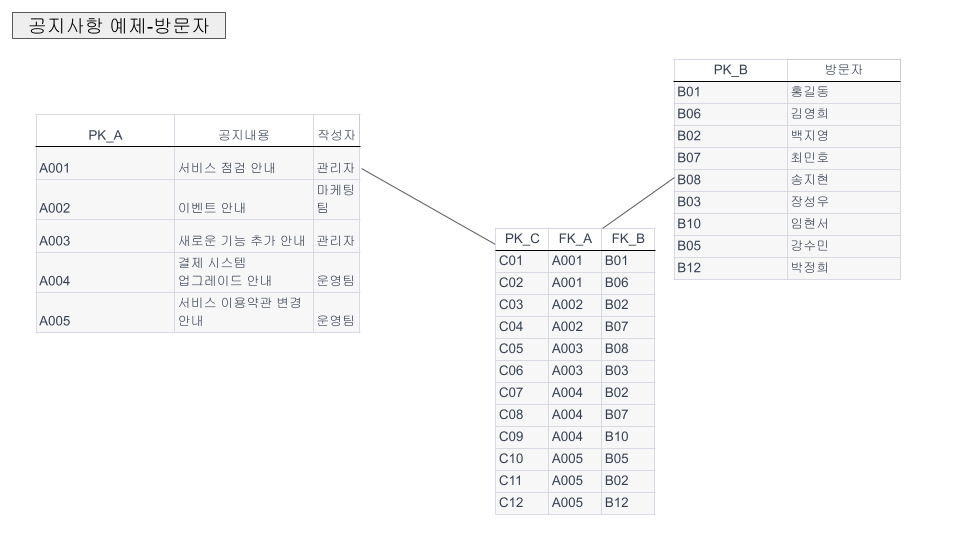 공지사항 예제-방문자
PK_A 공지내용 작성자
A001 서비스 점검 안내 관리자
A002 이벤트 안내 마케팅
팀
A003 새로운 기능 추가 안내 관리자
A004 결제 시스템
업그레이드 안내 운영팀
A005 서비스 이용약관 변경
안내 운영팀
PK_C FK_A FK_B
C01 A001 B01
C02 A001 B06
C03 A002 B02
C04 A002 B07
C05 A003 B08
C06 A003 B03
C07 A004 B02
C08 A004 B07
C09 A004 B10
C10 A005 B05
C11 A005 B02
C12 A005 B12
PK_B 방문자
B01 홍길동
B06 김영희
B02 백지영
B07 최민호
B08 송지현
B03 장성우
B10 임현서
B05 강수민
B12 박정희